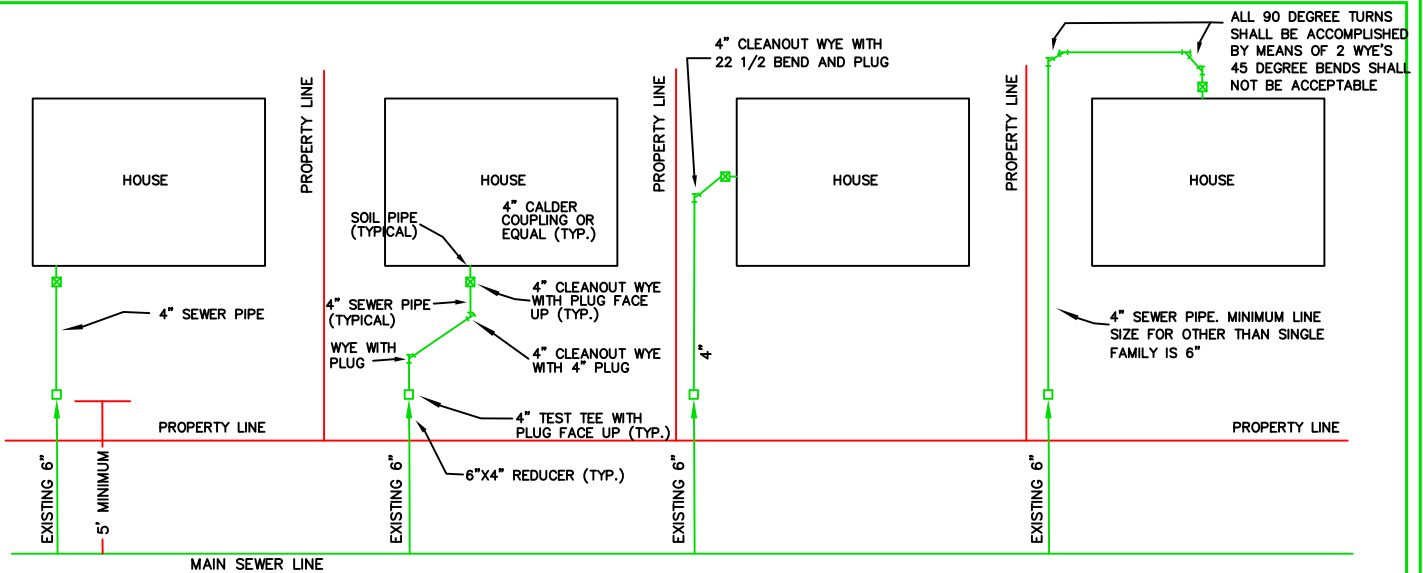 ALL 90 DEGREE TURNS
SHALL BE ACCOMPLISHED
BY MEANS OF 2 WYE'S
45 DEGREE BENDS SHALL
NOT BE ACCEPTABLE
4" CLEANOUT WYE WITH
22 1/2 BEND AND PLUG
PROPERTY LINE
PROPERTY LINE
PROPERTY LINE
HOUSE
HOUSE
HOUSE
HOUSE
SOIL PIPE
(TYPICAL)
4" CALDER
COUPLING OR
EQUAL (TYP.)
4" SEWER PIPE
4" SEWER PIPE
(TYPICAL)
4" CLEANOUT WYE
WITH PLUG FACE
UP (TYP.)
WYE WITH
PLUG
4" CLEANOUT WYE
WITH 4" PLUG
4"
4" SEWER PIPE. MINIMUM LINE
SIZE FOR OTHER THAN SINGLE
FAMILY IS 6"
4" TEST TEE WITH
PLUG FACE UP (TYP.)
PROPERTY LINE
PROPERTY LINE
6"X4" REDUCER (TYP.)
EXISTING 6"
5' MINIMUM
EXISTING 6"
EXISTING 6"
EXISTING 6"
MAIN SEWER LINE